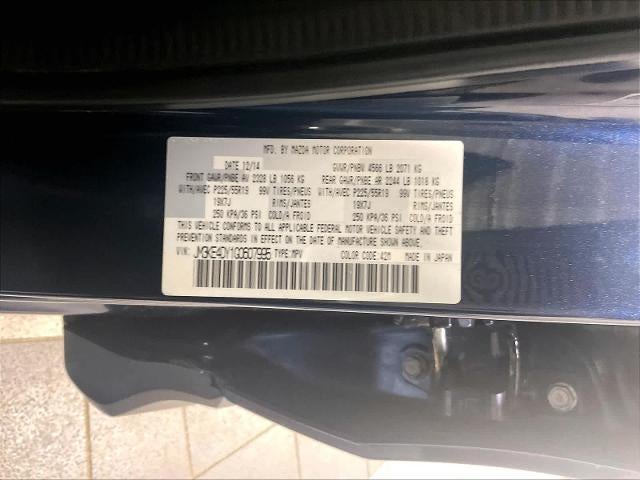 MFD. BY MAZDA MOTOR CORPORATION
DATE 12/14 GVWR/PNBV 4566 LB 2071 KG
FRONT GAWR/PNBE AV 2328 LB 1056 KG REAR GAWR/PNBE AR 2244 LB 1018 KG
WITH/AVEC P225/55R19 99V TIRES/PNEUS WITH/AVEC P225/55R19 99V TIRES/PNEUS
19X7J RIMS/JANTES 19X7J RIMS/JANTES
250 KPA/36 PSI COLD/A FROID 250 KPA/36 PSI COLD/A FROID
THIS VEHICLE CONFORMS TO ALL APPLICABLE FEDERAL MOTOR VEHICLE SAFETY AND THEFT
PREVENTION STANDARDS IN EFFECT ON THE DATE OF MANUFACTURE SHOWN ABOVE.
VIN: JM3KE4DY1G0607995 TYPE:MPV COLOR CODE:42M MADE IN JAPAN